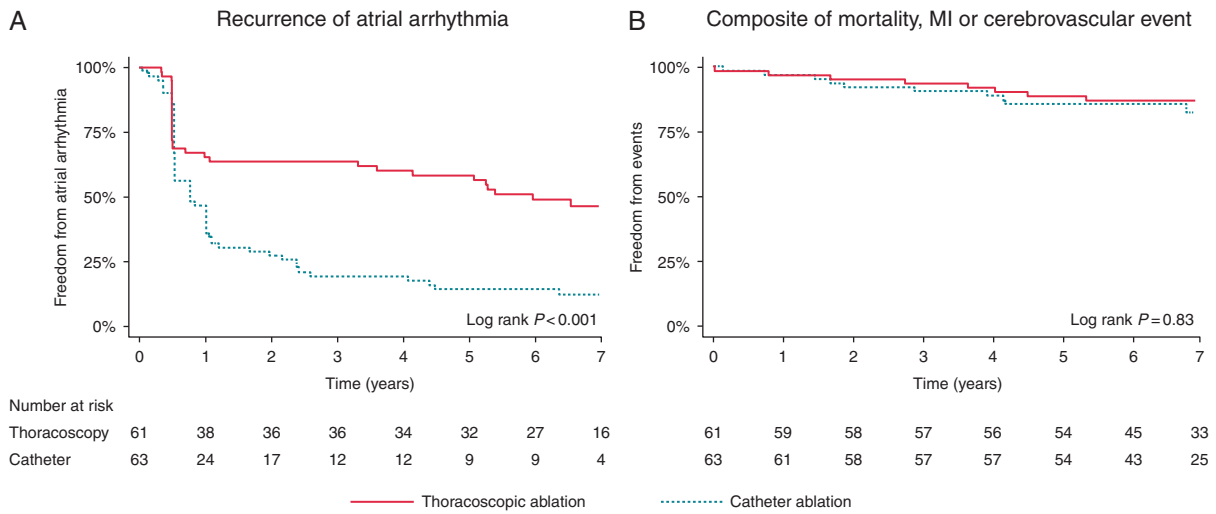 A
Recurrence of atrial arrhythmia
100%
75%
50%
25%
0%
Freedom from atrial arrhythmia
Log rank P<0.001
0 1 2 3 4 5 6 7
Time (years)
B
Composite of mortality, MI or cerebrovascular event
100%
75%
50%
25%
0%
Freedom from events
Log rank P=0.83
0 1 2 3 4 5 6 7
Time (years)
Number at risk
Thoracoscopy 61 38 36 36 34 32 27 16 61 59 58 57 56 54 45 33
Catheter 63 24 17 12 12 9 9 4 63 61 58 57 57 54 43 25
Thoracoscopic ablation Catheter ablation